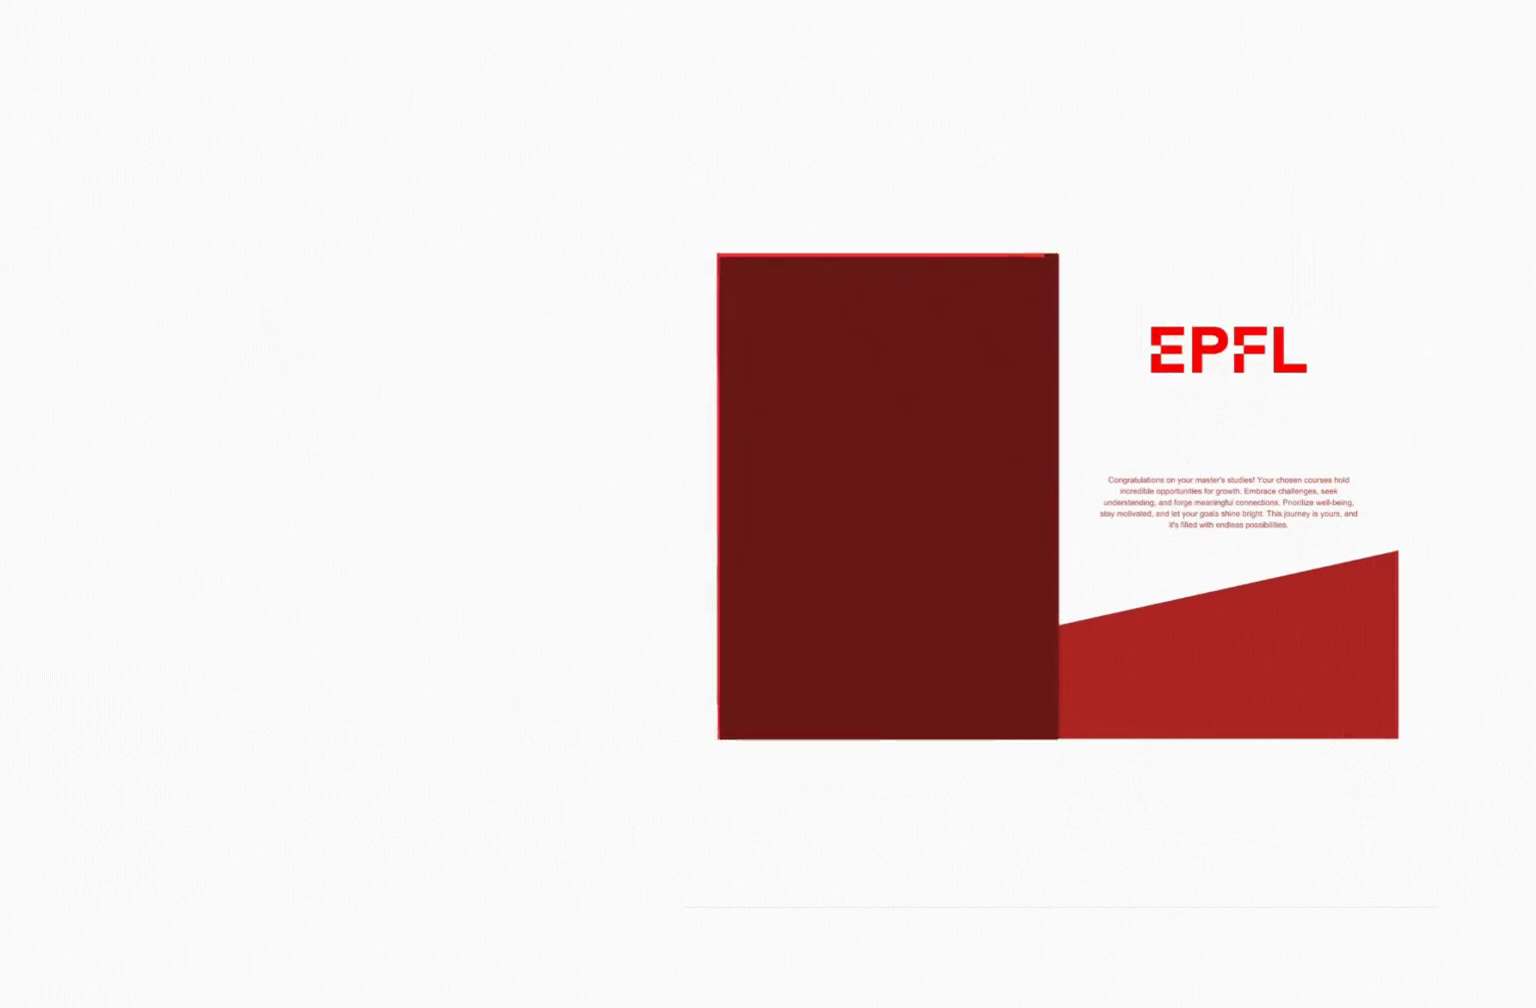 EPFL
Congratulations on your master's studies! Your chosen courses hold
incredible opportunities for growth. Embrace challenges, seek
understanding, and forge meaningful connections. Prioritize well-being,
stay motivated, and let your goals shine bright. This journey is yours, and
it's filled with endless possibilities.